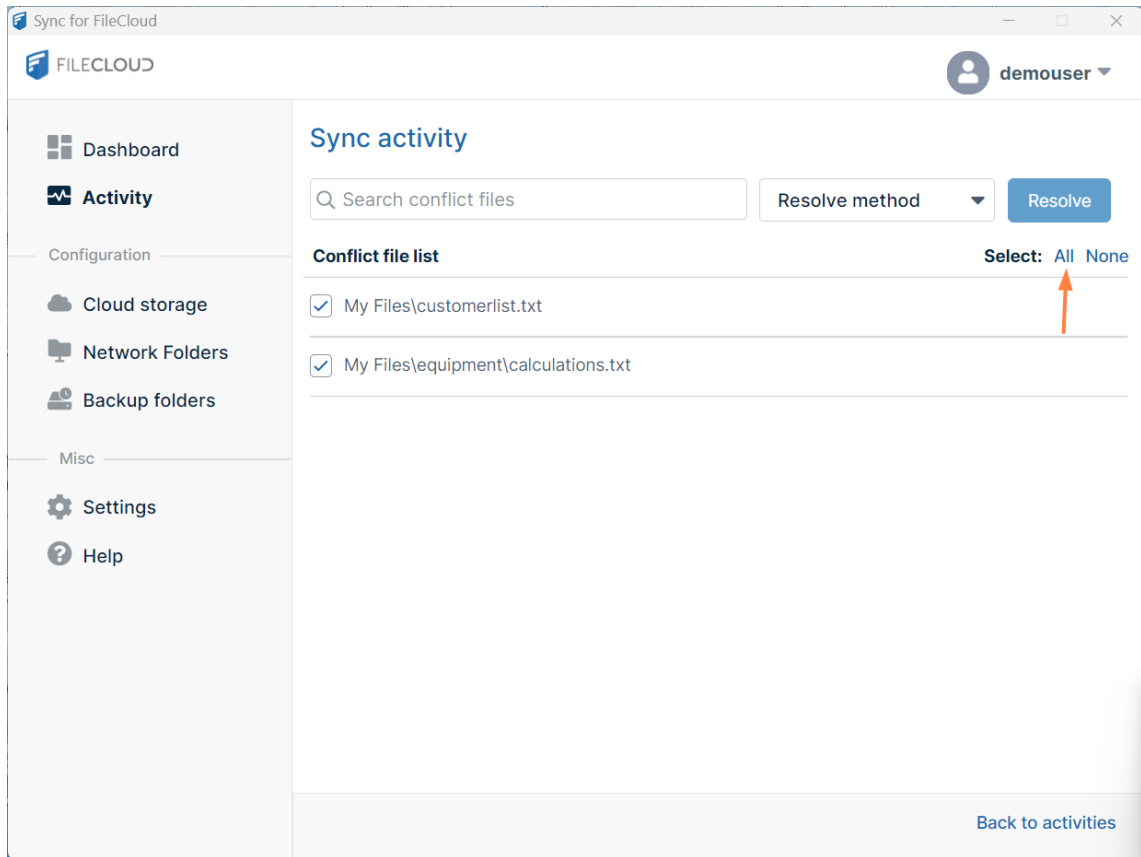 Sync for FileCloud
FILECLOUD
demouser
Dashboard
Activity
Configuration
Cloud storage
Network Folders
Backup folders
Misc
Settings
Help
Sync activity
Search conflict files
Resolve method
Resolve
Conflict file list
Select: All None
My Files\customerlist.txt
My Files\equipment\calculations.txt
Back to activities